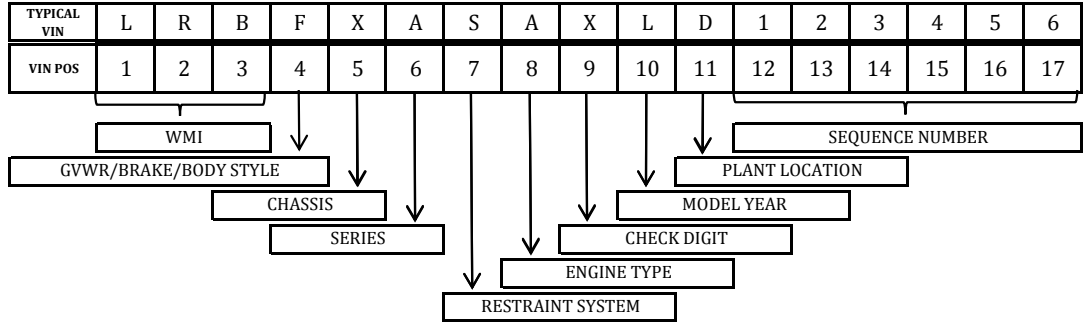 TYPICAL VIN L R B F X A S A X L D 1 2 3 4 5 6
VIN POS 1 2 3 4 5 6 7 8 9 10 11 12 13 14 15 16 17
WMI SEQUENCE NUMBER
GVWR/BRAKE/BODY STYLE PLANT LOCATION
CHASSIS MODEL YEAR
SERIES CHECK DIGIT
ENGINE TYPE
RESTRAINT SYSTEM